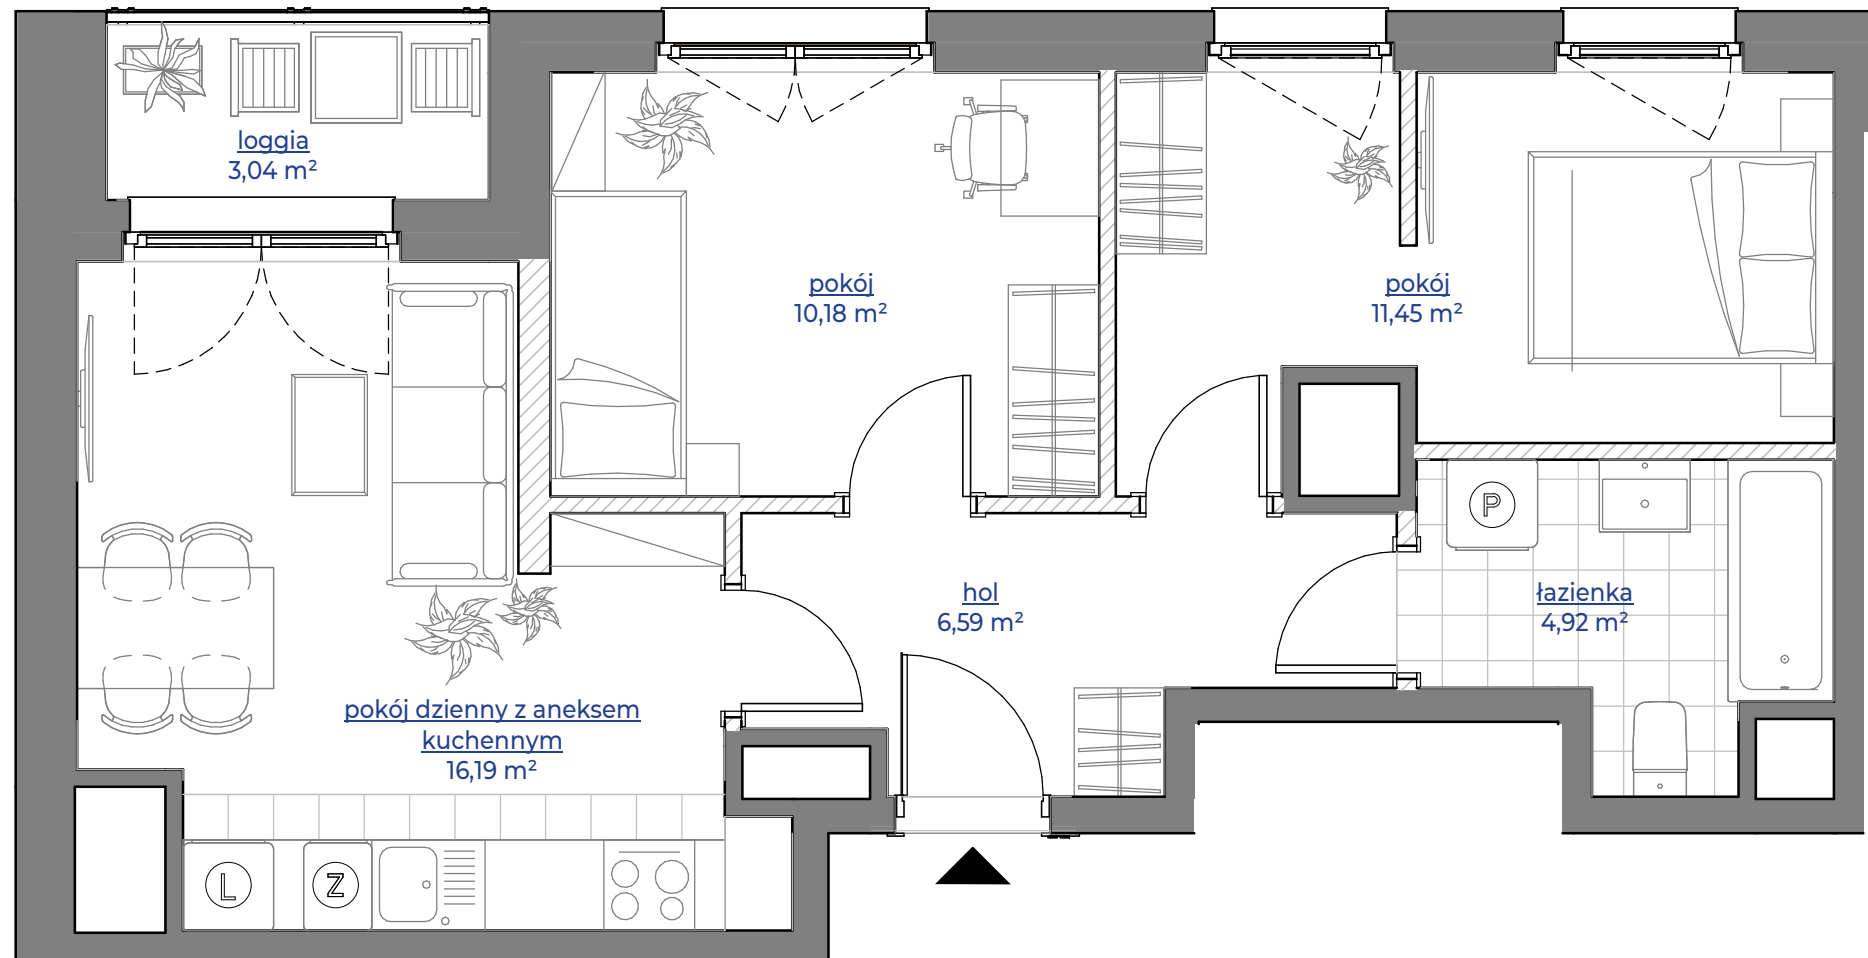 loggia
3,04 m²
pokój
10,18 m²
pokój
11,45 m²
P
hol
6,59 m²
łazienka
4,92 m²
pokój dzienny z aneksem
kuchennym
16,19 m²
L
Z